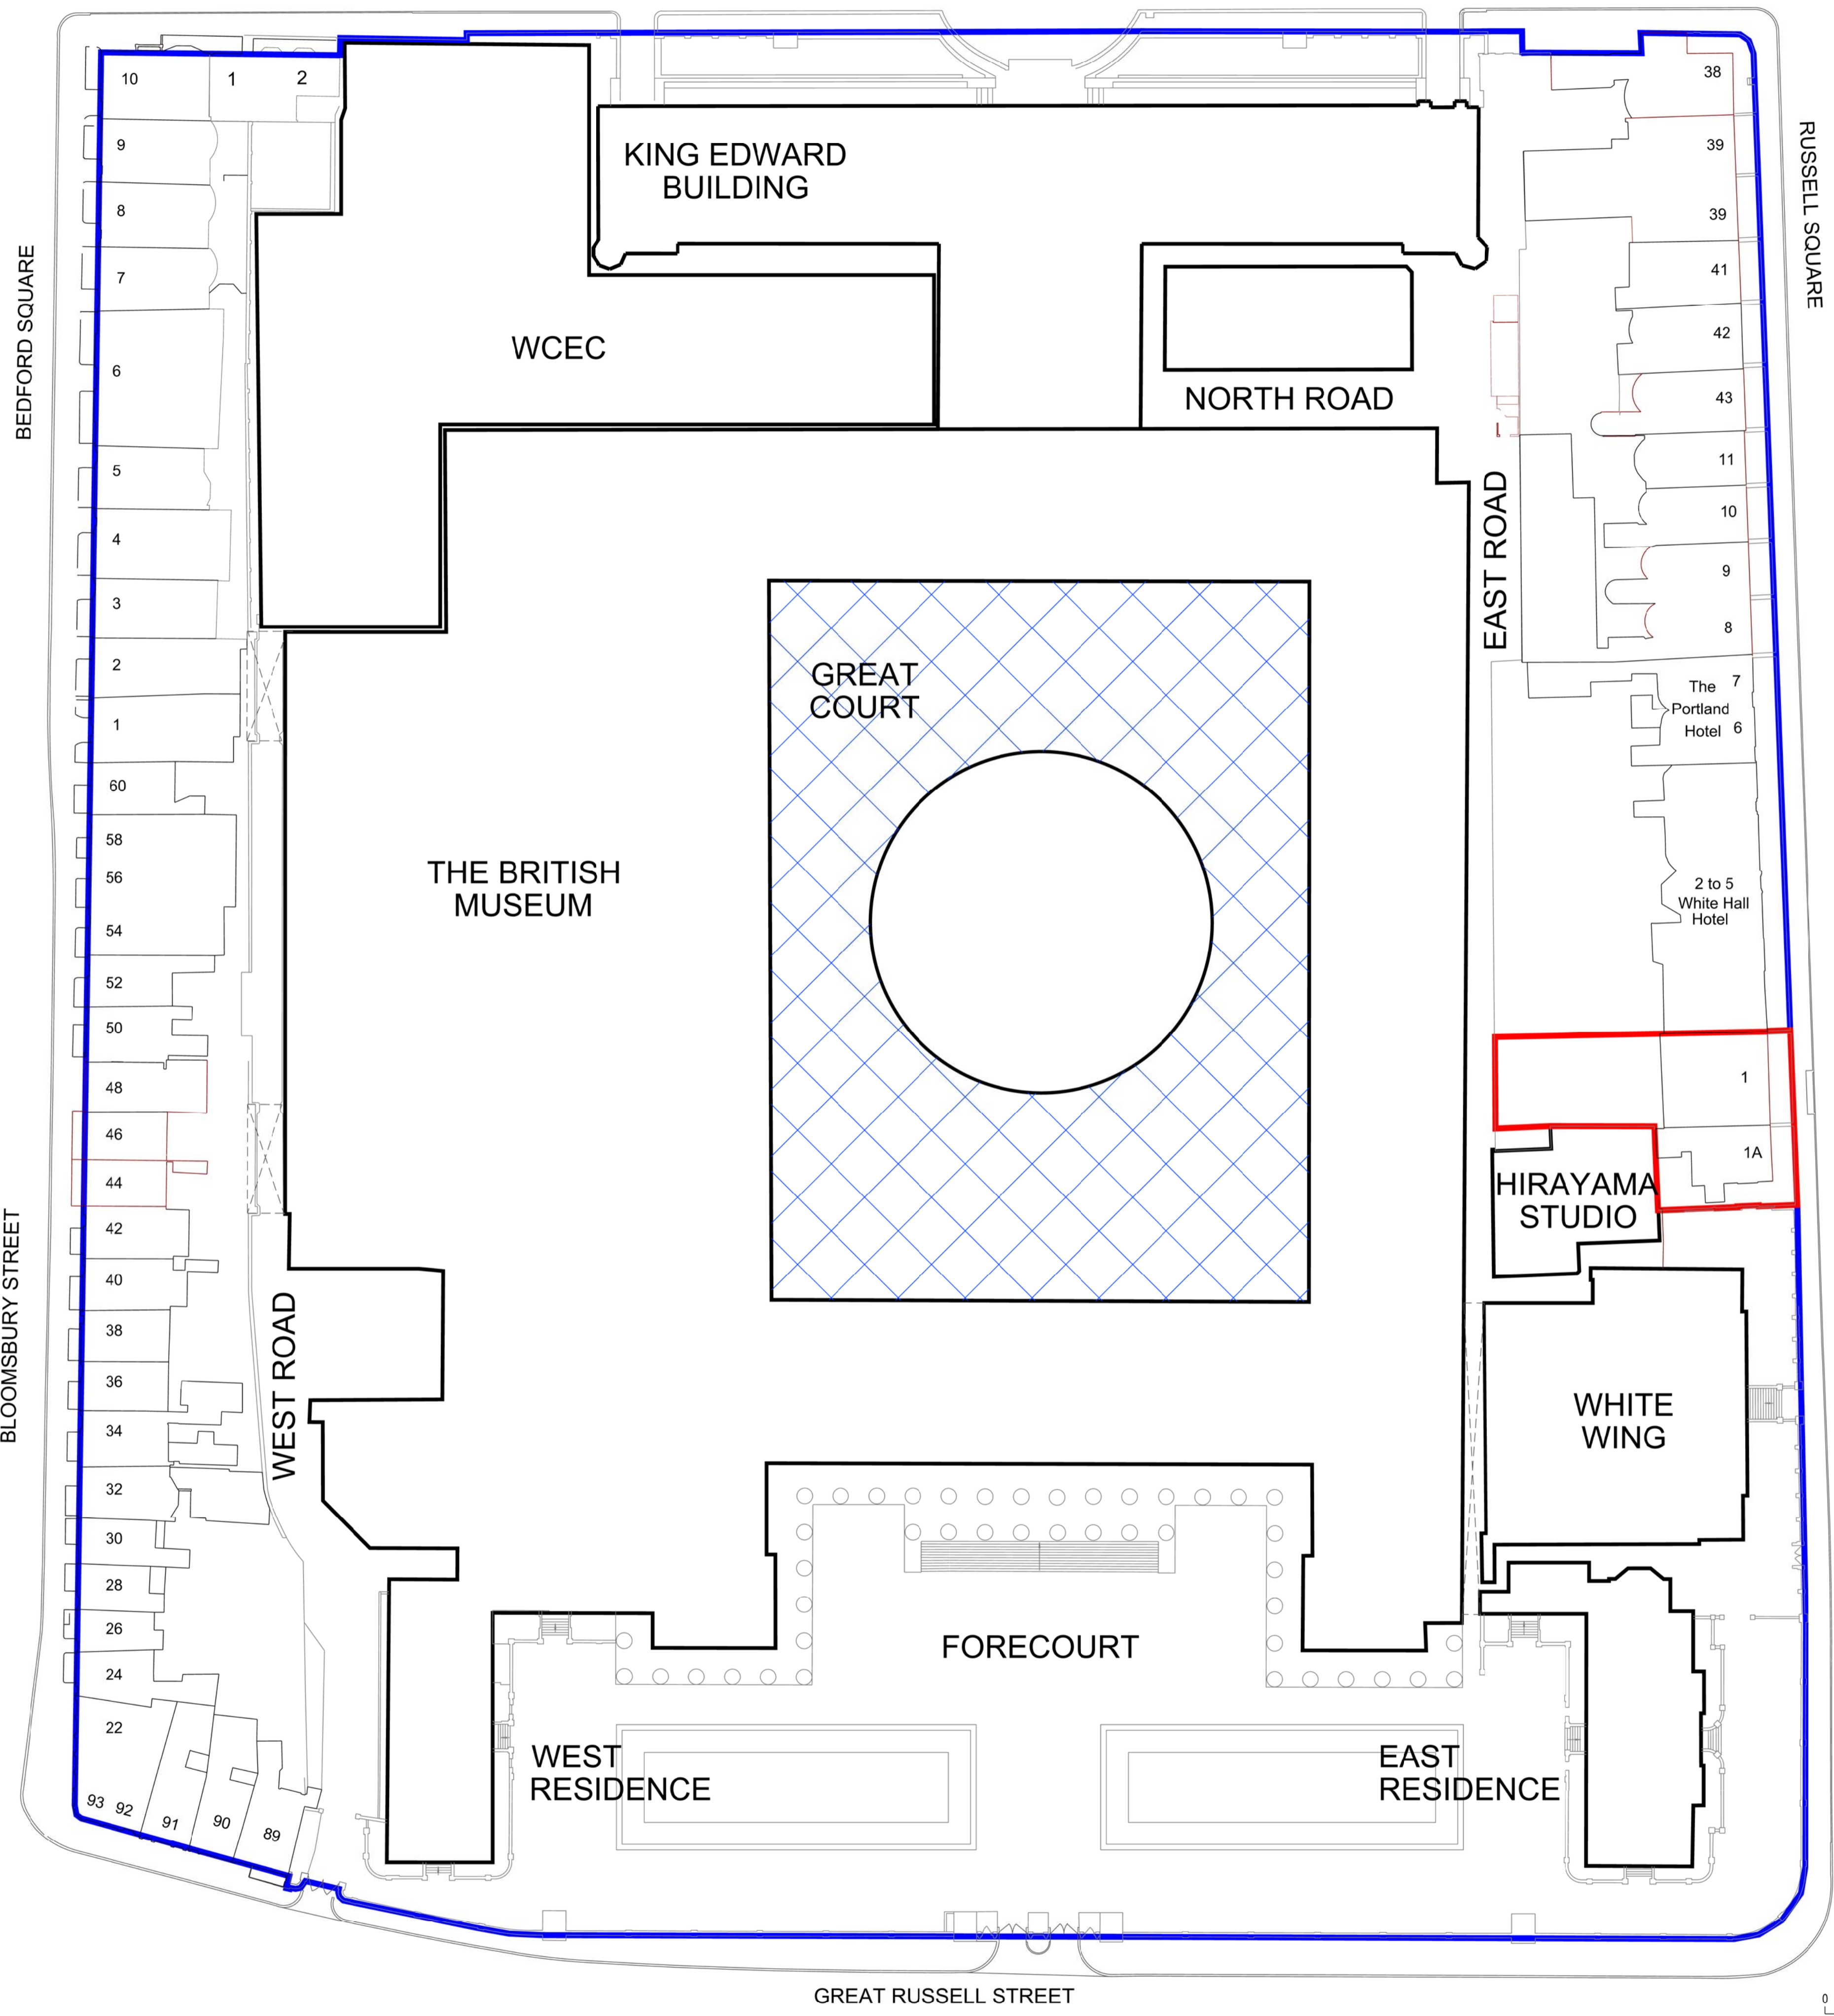 10
1
2
9
8
7
6
5
4
3
2
1
60
58
56
54
52
50
48
46
44
42
40
38
36
34
32
30
28
26
24
22
93
92
91
90
89
BEDFORD SQUARE
BLOOMSBURY STREET
WEST ROAD
KING EDWARD
BUILDING
WCEC
NORTH ROAD
GREAT
COURT
THE BRITISH
MUSEUM
FORECOURT
WEST
RESIDENCE
EAST
RESIDENCE
EAST ROAD
RUSSELL SQUARE
38
39
39
41
42
43
11
10
9
8
The 7
Portland
Hotel 6
2 to 5
White Hall
Hotel
1
1A
HIRAYAMA
STUDIO
WHITE
WING
GREAT RUSSELL STREET
0